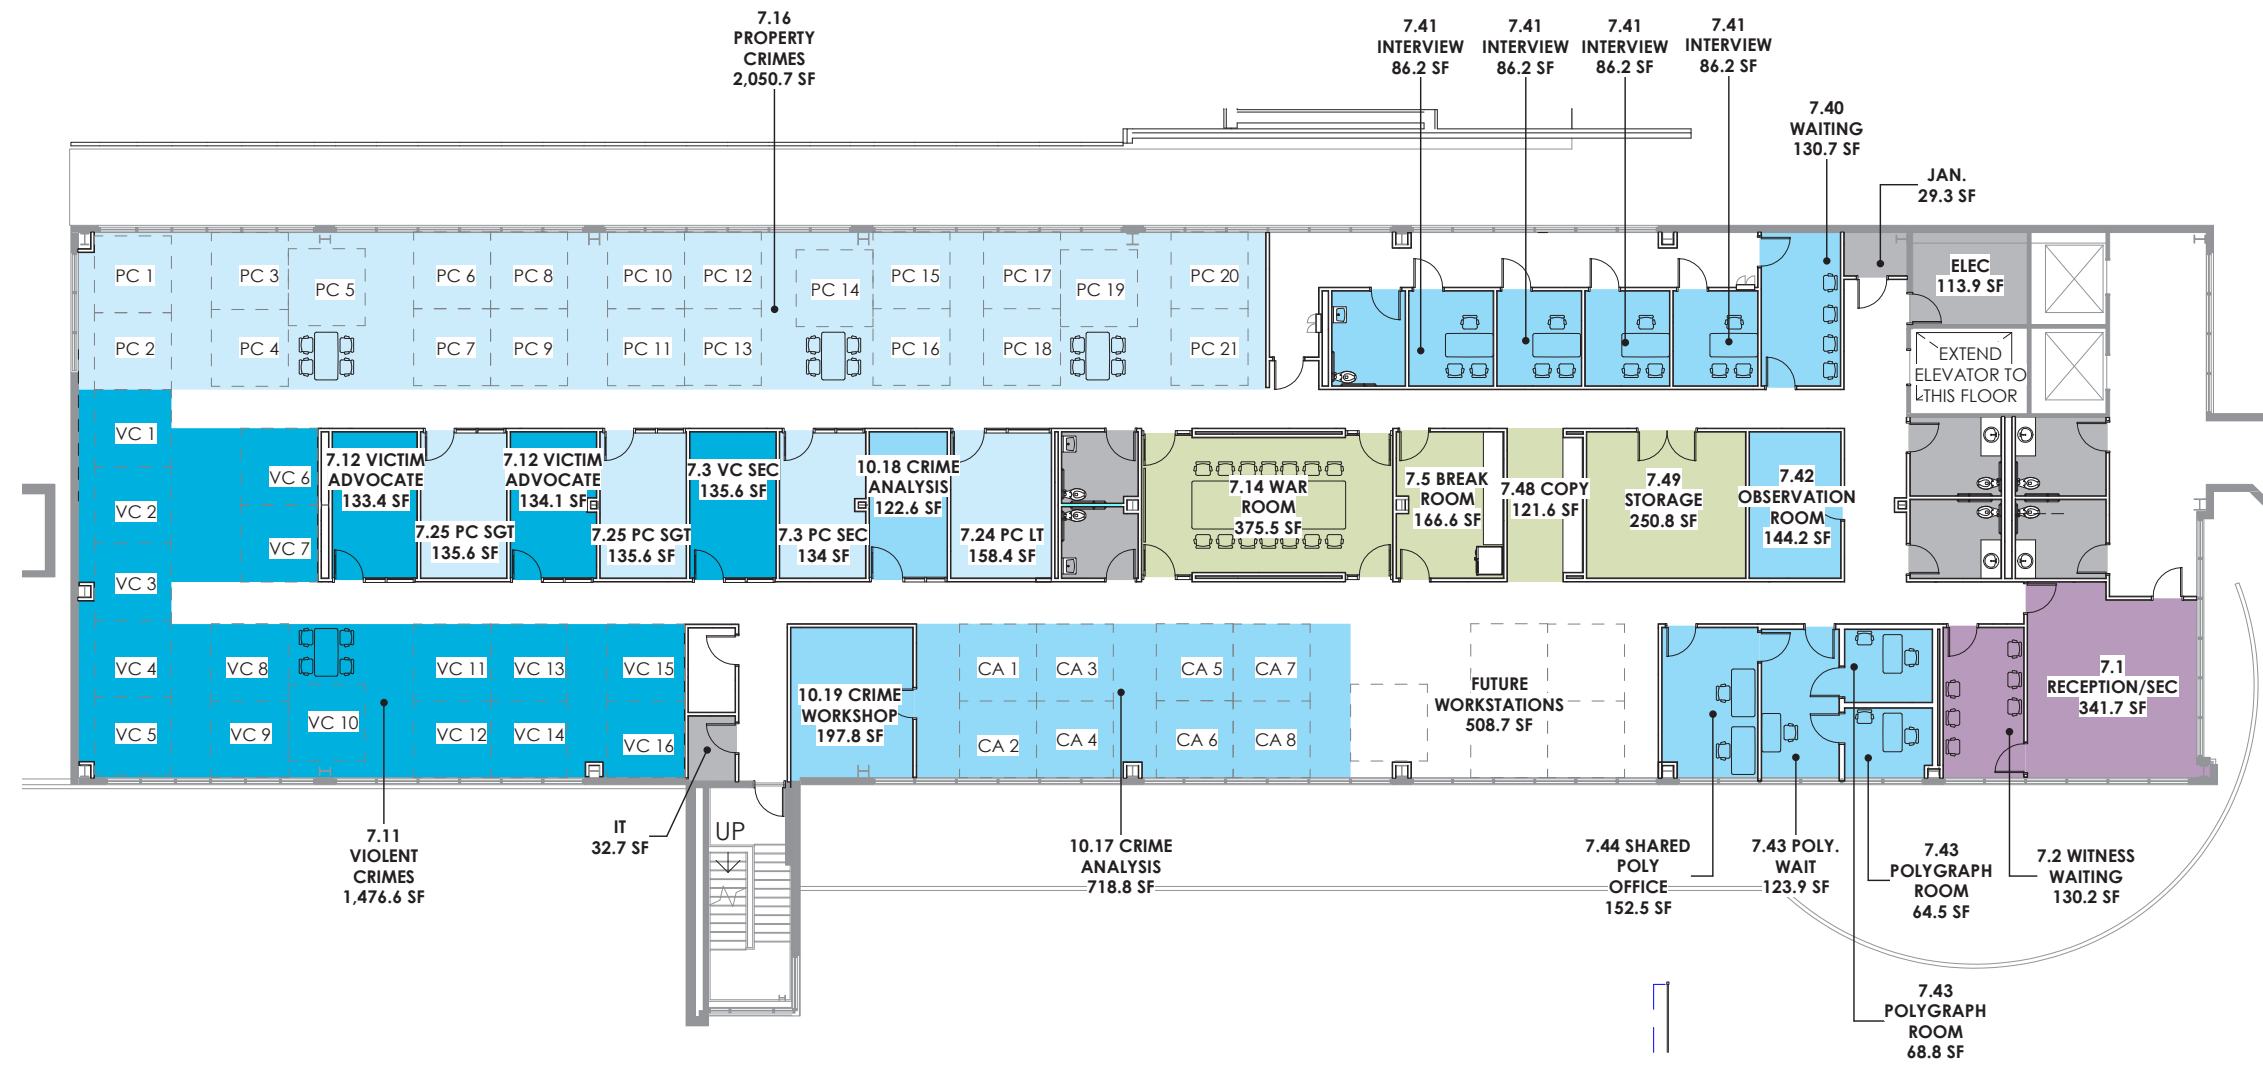 7.16
PROPERTY
CRIMES
2,050.7 SF
7.41
INTERVIEW
86.2 SF
7.41
INTERVIEW
86.2 SF
7.41
INTERVIEW
86.2 SF
7.41
INTERVIEW
86.2 SF
7.40
WAITING
130.7 SF
JAN.
29.3 SF
PC 1
PC 3
PC 5
PC 6
PC 8
PC 10
PC 12
PC 14
PC 15
PC 17
PC 19
PC 20
PC 2
PC 4
PC 7
PC 9
PC 11
PC 13
PC 16
PC 18
PC 21
ELEC
113.9 SF
EXTEND
ELEVATOR TO
THIS FLOOR
VC 1
VC 2
VC 3
VC 6
VC 7
7.12 VICTIM
ADVOCATE
133.4 SF
7.25 PC SGT
135.6 SF
7.12 VICTIM
ADVOCATE
134.1 SF
7.25 PC SGT
135.6 SF
7.3 VC SEC
135.6 SF
7.3 PC SEC
134 SF
10.18 CRIME
ANALYSIS
122.6 SF
7.24 PC LT
158.4 SF
7.14 WAR
ROOM
375.5 SF
7.5 BREAK
ROOM
166.6 SF
7.48 COPY
121.6 SF
7.49
STORAGE
250.8 SF
7.42
OBSERVATION
ROOM
144.2 SF
VC 4
VC 8
VC 11
VC 13
VC 15
VC 5
VC 9
VC 10
VC 12
VC 14
VC 16
10.19 CRIME
WORKSHOP
197.8 SF
CA 1
CA 3
CA 5
CA 7
CA 2
CA 4
CA 6
CA 8
FUTURE
WORKSTATIONS
508.7 SF
7.1
RECEPTION/SEC
341.7 SF
7.11
VIOLENT
CRIMES
1,476.6 SF
IT
32.7 SF
UP
10.17 CRIME
ANALYSIS
718.8 SF
7.44 SHARED
POLY
OFFICE
152.5 SF
7.43 POLY.
WAIT
123.9 SF
7.43
POLYGRAPH
ROOM
64.5 SF
7.2 WITNESS
WAITING
130.2 SF
7.43
POLYGRAPH
ROOM
68.8 SF